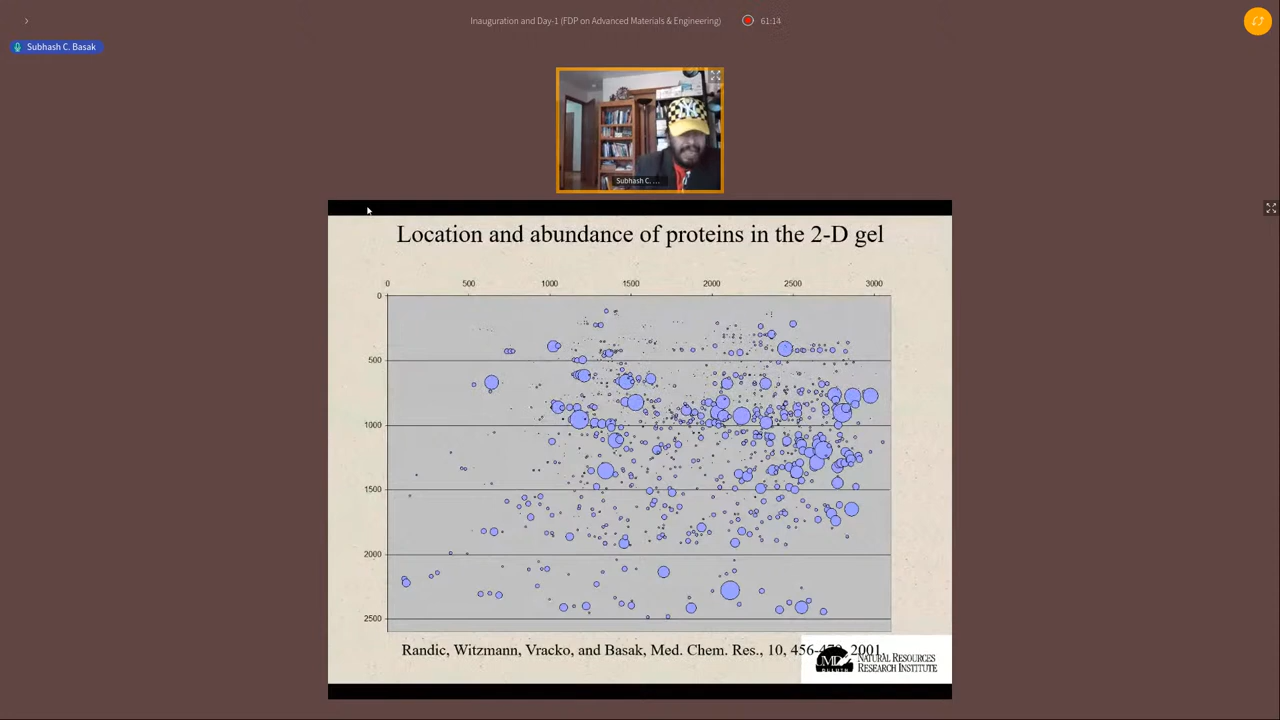 Inauguration and Day-1 (FDP on Advanced Materials & Engineering)
61:14
Subhash C. Basak
Subhash C. ...
Location and abundance of proteins in the 2-D gel
0 500 1000 1500 2000 2500 3000
0
500
1000
1500
2000
2500
Randic, Witzmann, Vracko, and Basak, Med. Chem. Res., 10, 2001.
NATURAL RESOURCES
RESEARCH INSTITUTE